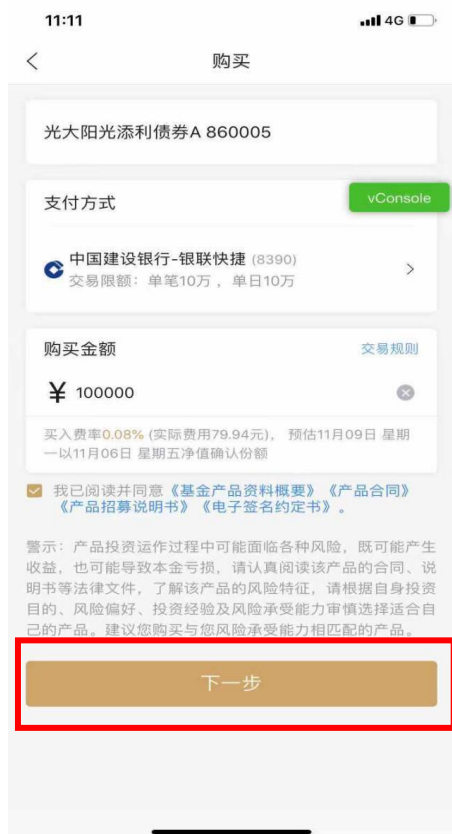 11:11
4G
购买
光大阳光添利债券A 860005
支付方式
vConsole
中国建设银行-银联快捷 (8390)
交易限额：单笔10万，单日10万
购买金额
交易规则
¥ 100000
买入费率0.08% (实际费用79.94元)， 预估11月09日 星期
一以11月06日 星期五净值确认份额
我已阅读并同意《基金产品资料概要》《产品合同》
《产品招募说明书》《电子签名约定书》。
警示：产品投资运作过程中可能面临各种风险，既可能产生
收益，也可能导致本金亏损，请认真阅读该产品的合同、说
明书等法律文件，了解该产品的风险特征，请根据自身投资
目的、风险偏好、投资经验及风险承受能力审慎选择适合自
己的产品。建议您购买与您风险承受能力相匹配的产品。
下一步